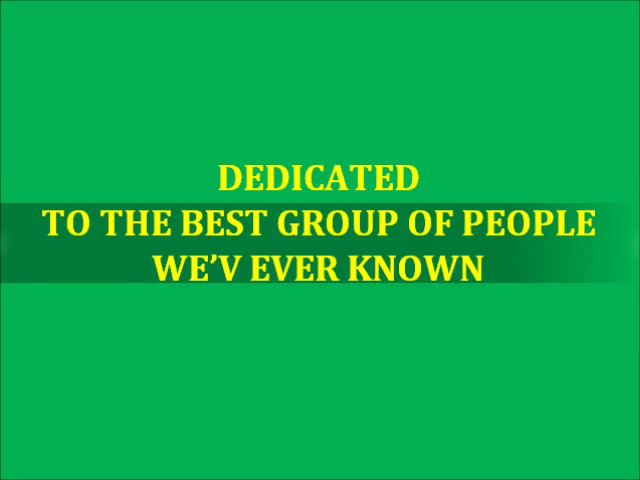 DEDICATED
TO THE BEST GROUP OF PEOPLE
WE’V EVER KNOWN